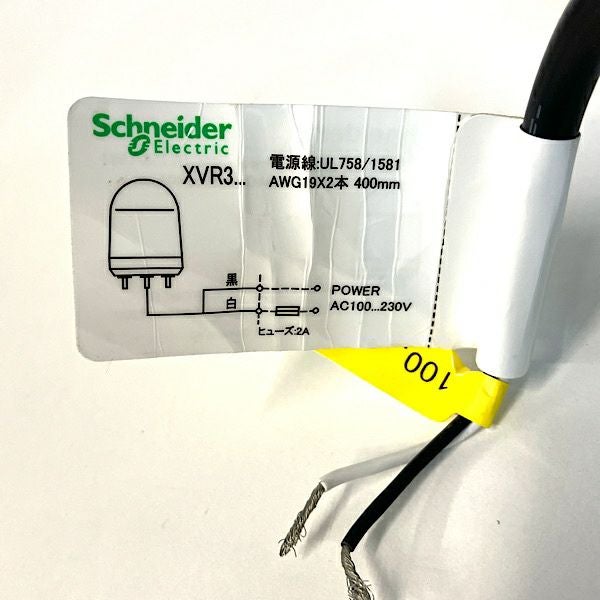 Schneider
Electric
XVR3...
電源線:UL758/1581
AWG19X2本 400mm
黒
白
POWER
AC100...230V
ヒューズ:2A
100